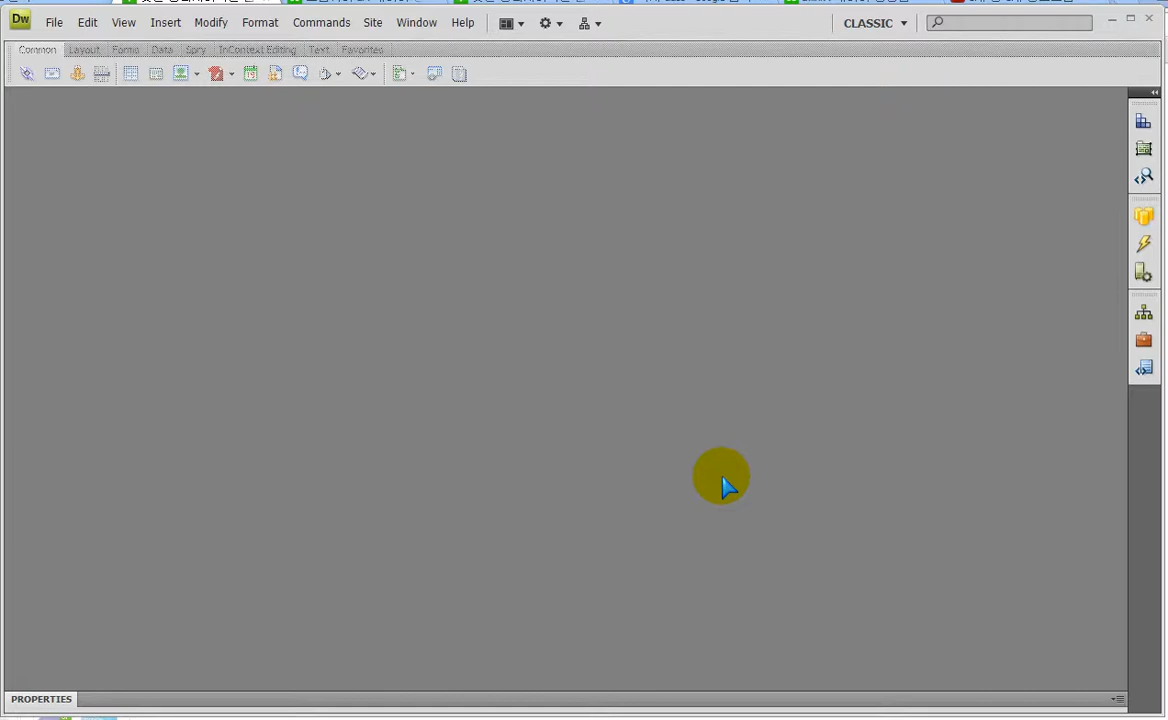 Dw File Edit View Insert Modify Format Commands Site Window Help CLASSIC
Common Layout Forms Data Spry InContext Editing Text Favorites
PROPERTIES